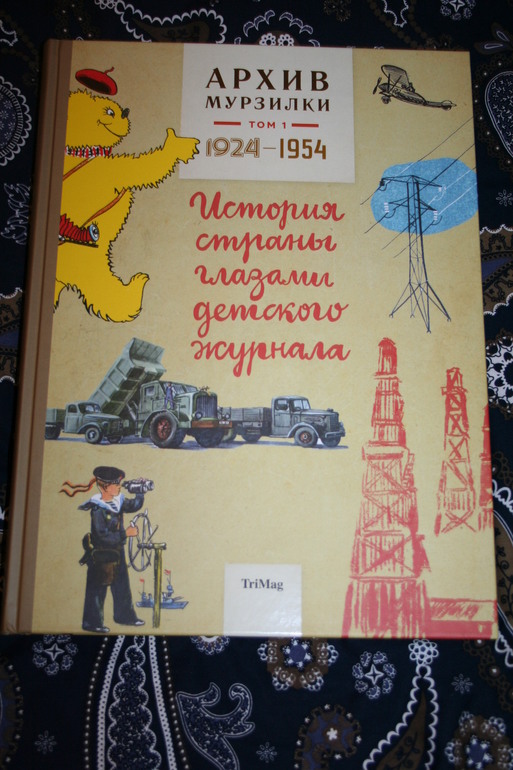 АРХИВ
МУРЗИЛКИ
ТОМ 1
1924–1954
История
страны
глазами
детского
журнала
TriMag